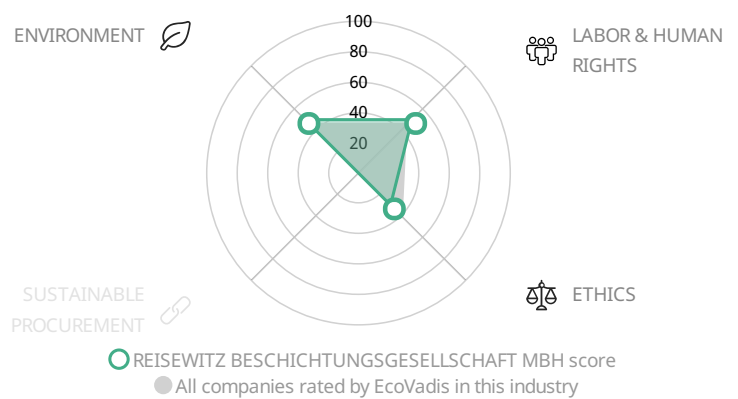 ENVIRONMENT
100
80
60
40
20
LABOR & HUMAN
RIGHTS
SUSTAINABLE
PROCUREMENT
ETHICS
REISEWITZ BESCHICHTUNGSGESELLSCHAFT MBH score
All companies rated by EcoVadis in this industry